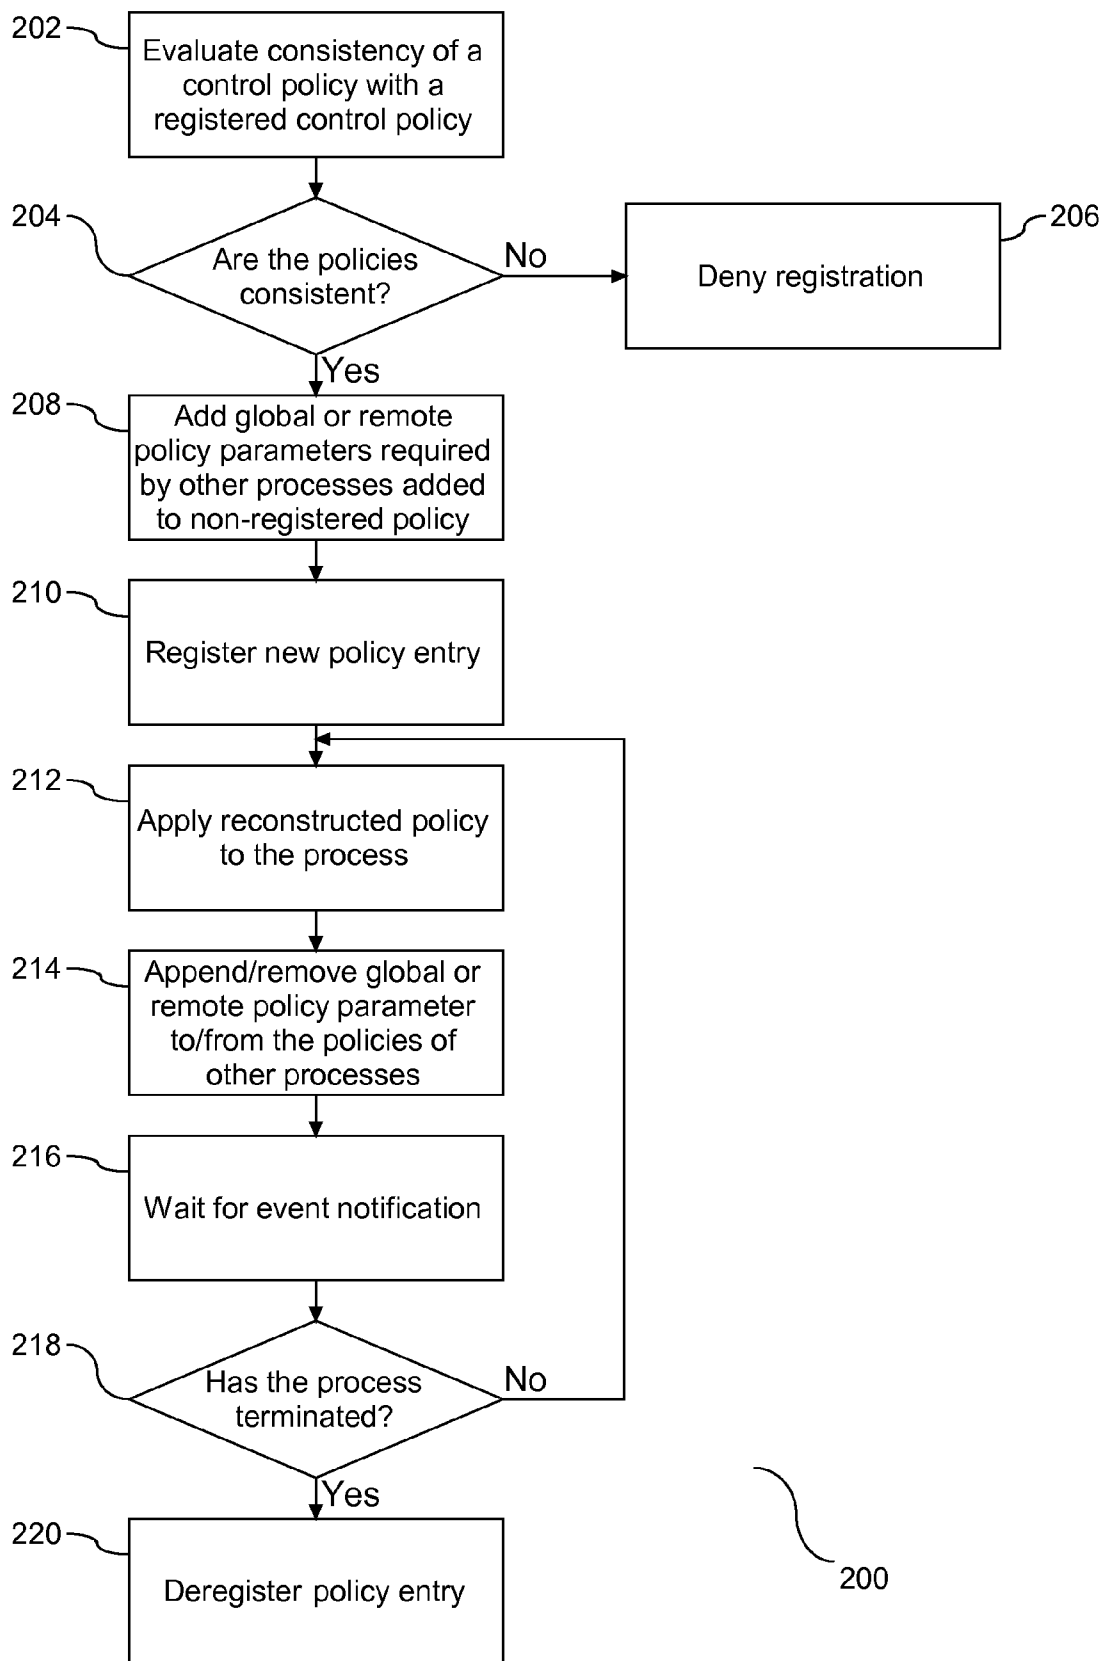 202
Evaluate consistency of a
control policy with a
registered control policy
204
Are the policies
consistent?
No
206
Deny registration
Yes
208
Add global or remote
policy parameters required
by other processes added
to non-registered policy
210
Register new policy entry
212
Apply reconstructed policy
to the process
214
Append/remove global or
remote policy parameter
to/from the policies of
other processes
216
Wait for event notification
218
Has the process
terminated?
No
Yes
220
Deregister policy entry
200